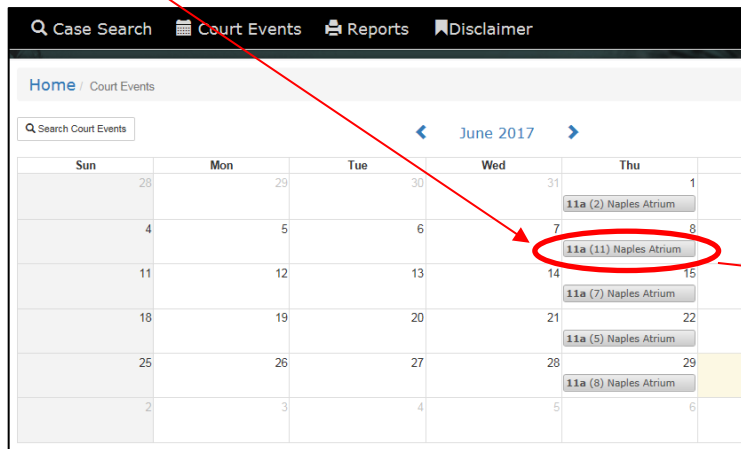 Case Search Court Events Reports Disclaimer
Home / Court Events
Search Court Events
June 2017
Sun Mon Tue Wed Thu
28 29 30 31 1
11a (2) Naples Atrium
4 5 6 7 8
11a (11) Naples Atrium
11 12 13 14 15
11a (7) Naples Atrium
18 19 20 21 22
11a (5) Naples Atrium
25 26 27 28 29
11a (8) Naples Atrium
2 3 4 5 6